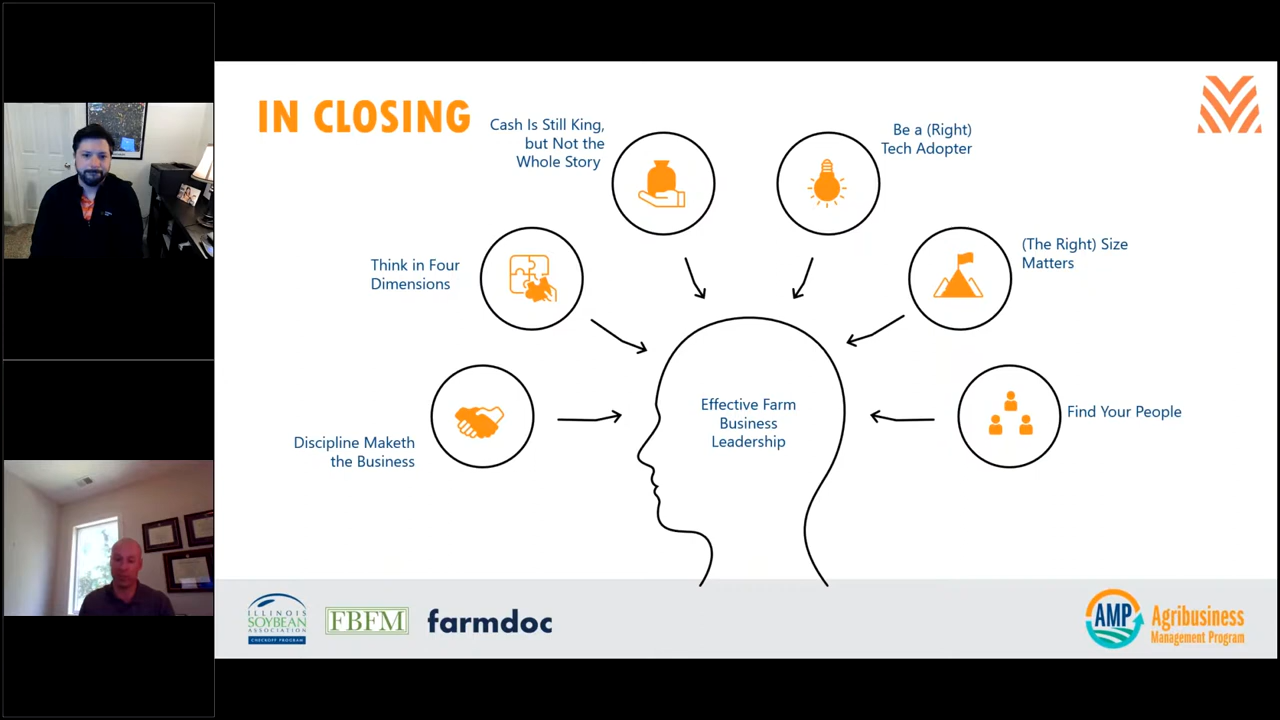 IN CLOSING
Cash Is Still King,
but Not the
Whole Story
Be a (Right)
Tech Adopter
Think in Four
Dimensions
(The Right) Size
Matters
Discipline Maketh
the Business
Effective Farm
Business
Leadership
Find Your People
ILLINOIS
SOYBEAN
ASSOCIATION
CHECKOFF PROGRAM
FBFM
farmdoc
AMP
Agribusiness
Management Program